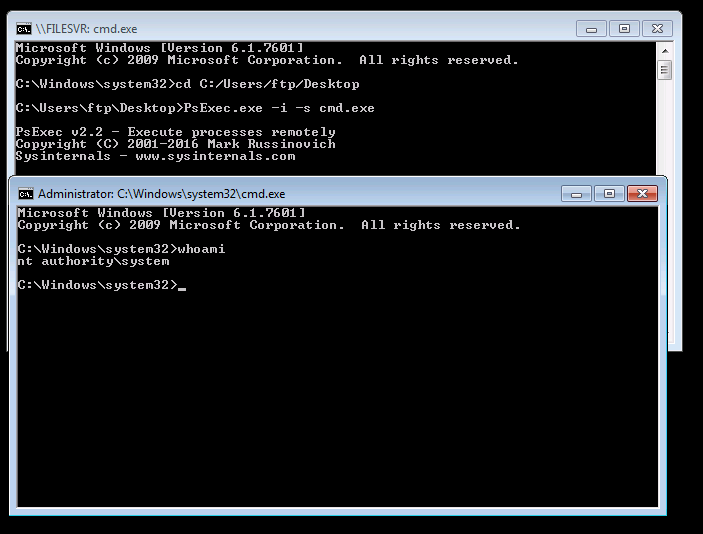 \\FILESVR: cmd.exe
Microsoft Windows [Version 6.1.7601]
Copyright (c) 2009 Microsoft Corporation.  All rights reserved.
C:\Windows\system32>cd C:/Users/ftp/Desktop
C:\Users\ftp\Desktop>PsExec.exe -i -s cmd.exe
PsExec v2.2 - Execute processes remotely
Copyright (C) 2001-2016 Mark Russinovich
Sysinternals - www.sysinternals.com
Administrator: C:\Windows\system32\cmd.exe
Microsoft Windows [Version 6.1.7601]
Copyright (c) 2009 Microsoft Corporation.  All rights reserved.
C:\Windows\system32>whoami
nt authority\system
C:\Windows\system32>_